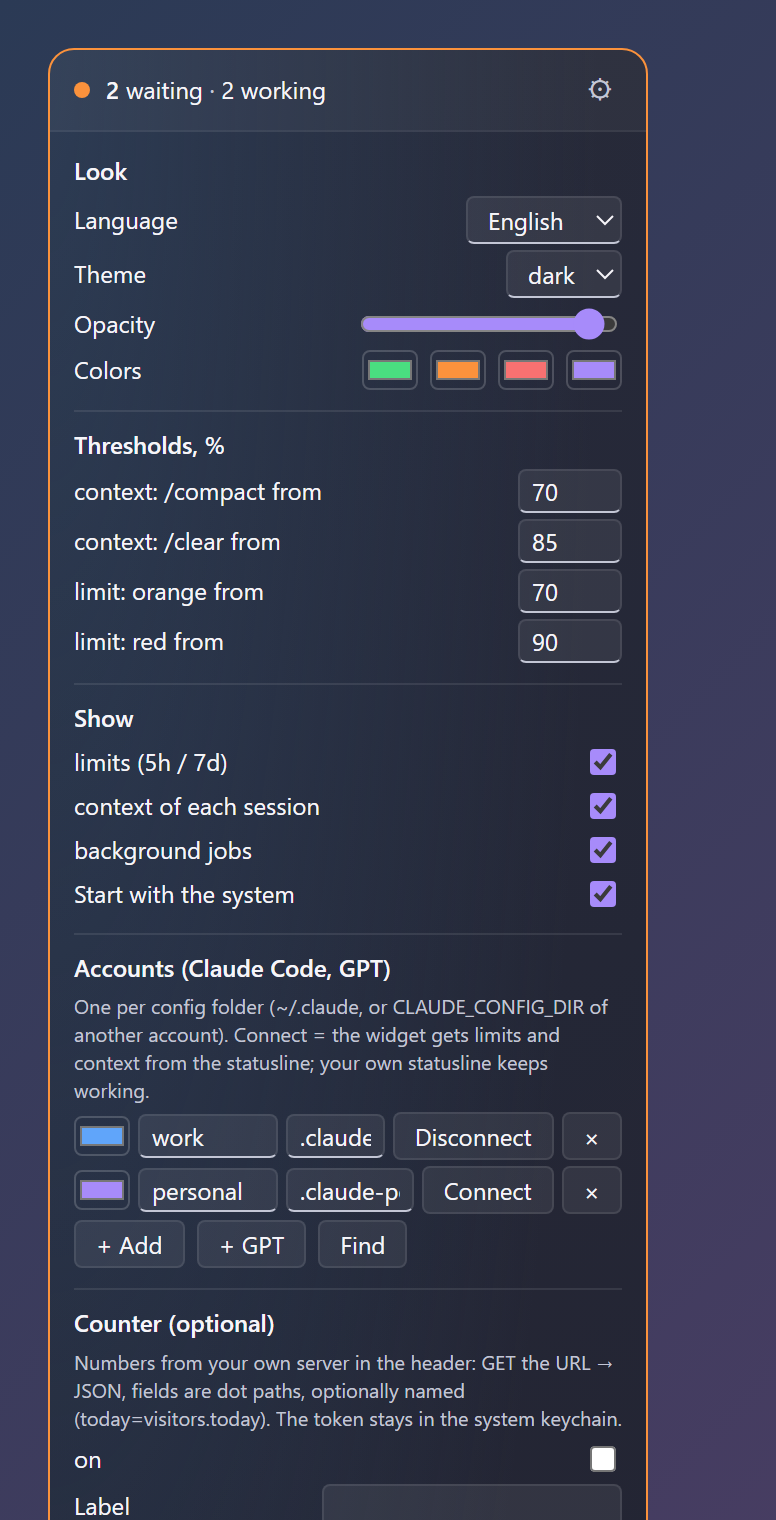 2 waiting · 2 working
Look
Language English
Theme dark
Opacity
Colors
Thresholds, %
context: /compact from 70
context: /clear from 85
limit: orange from 70
limit: red from 90
Show
limits (5h / 7d)
context of each session
background jobs
Start with the system
Accounts (Claude Code, GPT)
One per config folder (~/.claude, or CLAUDE_CONFIG_DIR of
another account). Connect = the widget gets limits and
context from the statusline; your own statusline keeps
working.
work .claude Disconnect ×
personal .claude-p Connect ×
+ Add + GPT Find
Counter (optional)
Numbers from your own server in the header: GET the URL →
JSON, fields are dot paths, optionally named
(today=visitors.today). The token stays in the system keychain.
on
Label